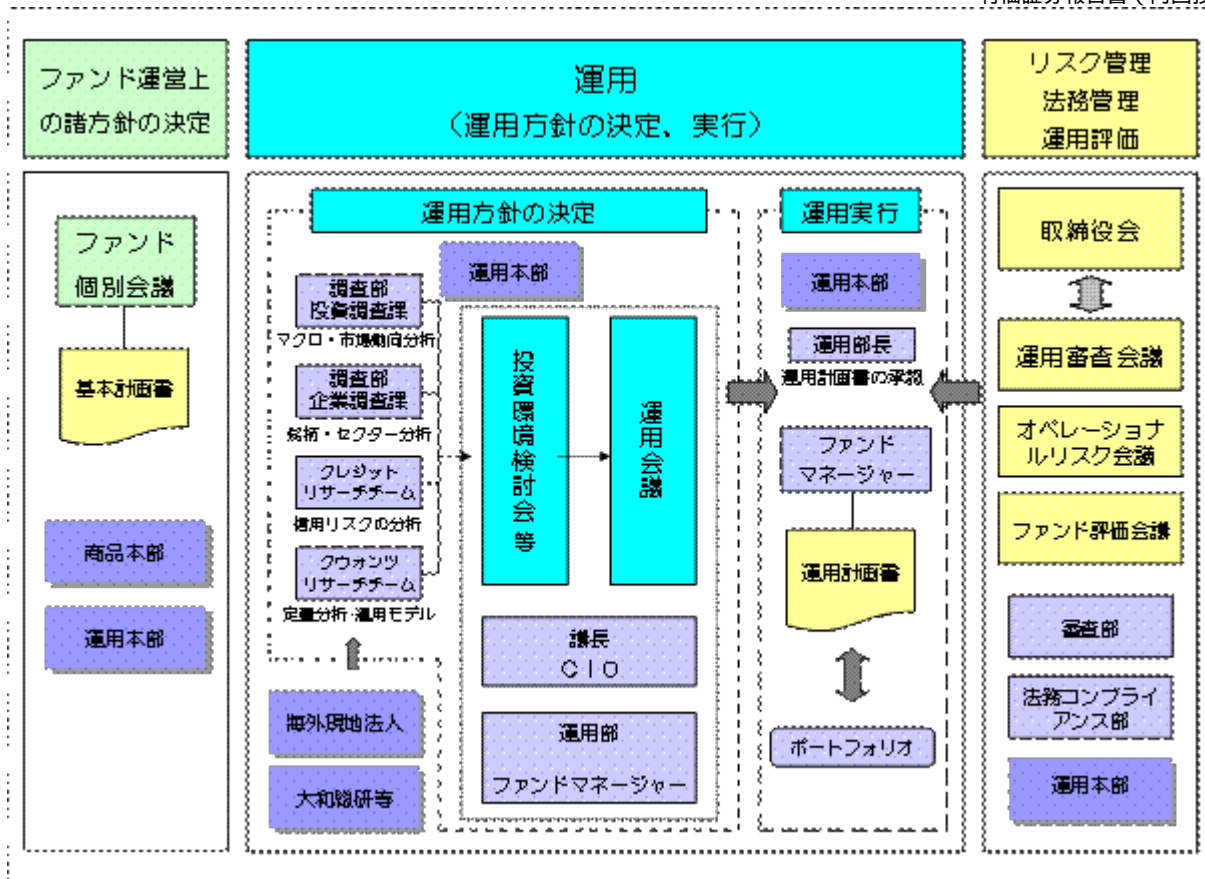 ファンド運営上
の諸方針の決定
運用
(運用方針の決定、実行)
リスク管理
法務管理
運用評価
ファンド
個別会議
基本計画書
商品本部
運用本部
運用方針の決定
運用本部
調査部
投資調査課
マクロ・市場動向分析
調査部
企業調査課
銘柄・セクター分析
クレジット
リサーチチーム
信用リスクの分析
クウォンツ
リサーチチーム
定量分析・運用モデル
海外現地法人
大和総研等
投資環境検討会等
運用会議
議長
CIO
運用部
ファンドマネージャー
運用実行
運用本部
運用部長
運用計画書の承認
ファンド
マネージャー
運用計画書
ポートフォリオ
取締役会
運用審査会議
オペレーショナ
ルリスク会議
ファンド評価会議
審査部
法務コンプライ
アンス部
運用本部